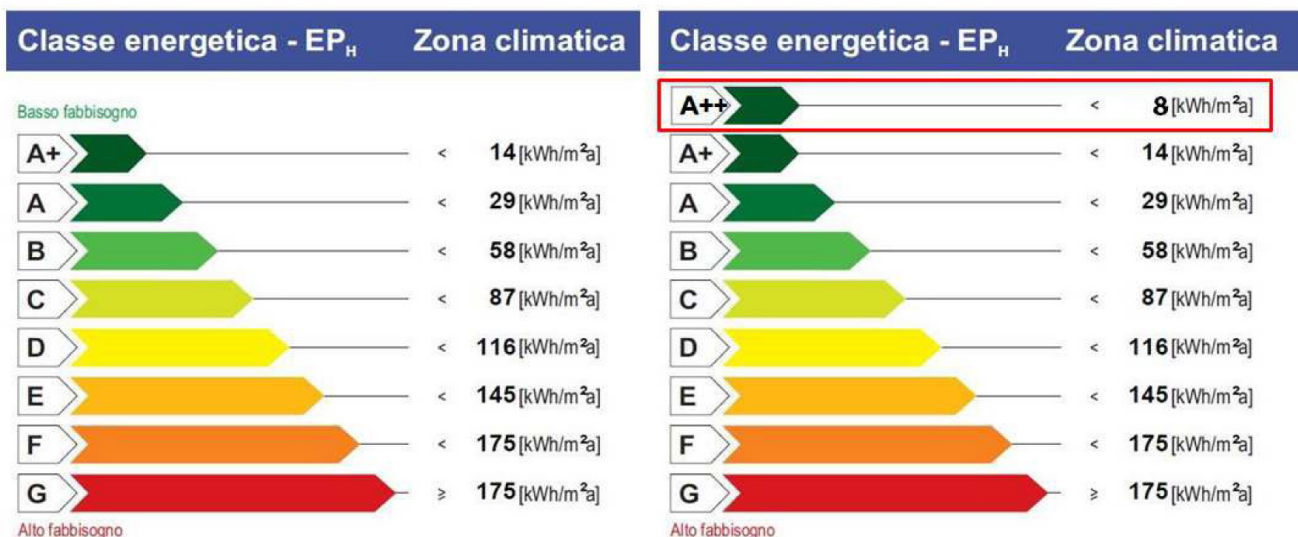 Classe energetica - EPH Zona climatica
Basso fabbisogno
A+ < 14 [kWh/m²a]
A < 29 [kWh/m²a]
B < 58 [kWh/m²a]
C < 87 [kWh/m²a]
D < 116 [kWh/m²a]
E < 145 [kWh/m²a]
F < 175 [kWh/m²a]
G ≥ 175 [kWh/m²a]
Alto fabbisogno
Classe energetica - EPH Zona climatica
A++ < 8 [kWh/m²a]
A+ < 14 [kWh/m²a]
A < 29 [kWh/m²a]
B < 58 [kWh/m²a]
C < 87 [kWh/m²a]
D < 116 [kWh/m²a]
E < 145 [kWh/m²a]
F < 175 [kWh/m²a]
G ≥ 175 [kWh/m²a]
Alto fabbisogno